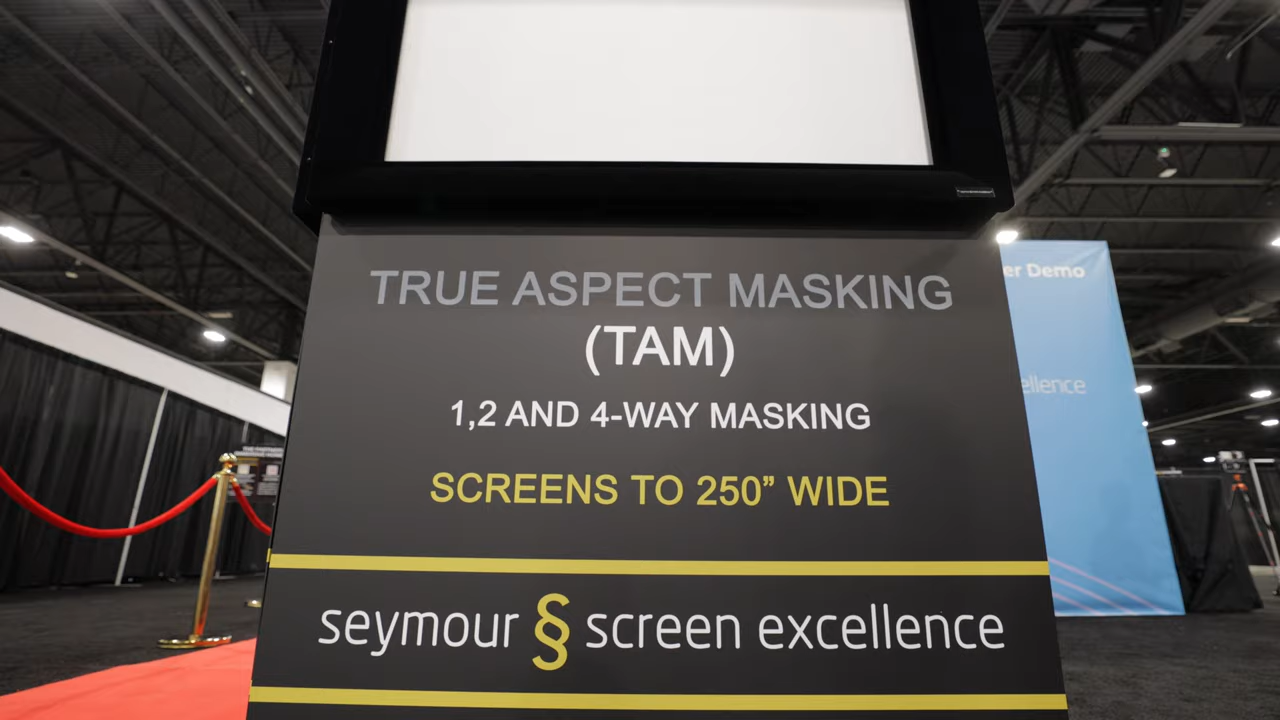 TRUE ASPECT MASKING
(TAM)
1,2 AND 4-WAY MASKING
SCREENS TO 250” WIDE
seymour § screen excellence
er Demo
ellence